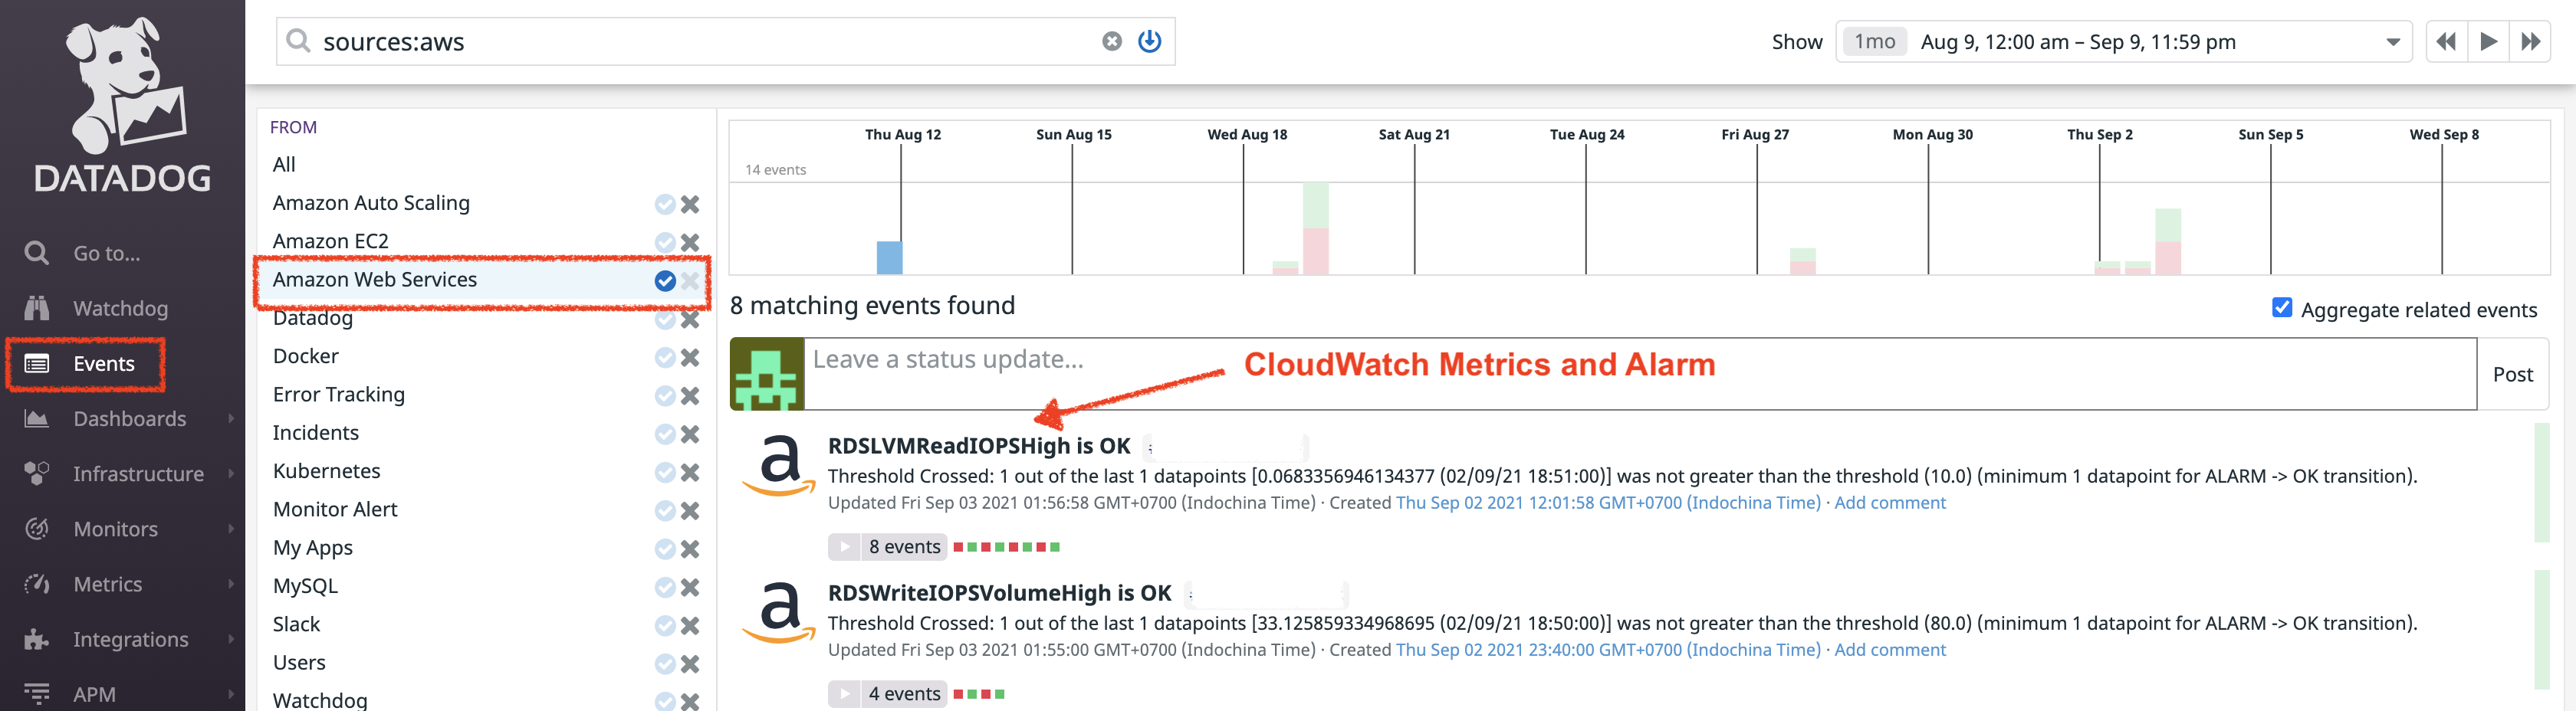 DATADOG
Go to...
Watchdog
Events
Dashboards
Infrastructure
Monitors
Metrics
Integrations
APM
sources:aws
Show 1mo Aug 9, 12:00 am – Sep 9, 11:59 pm
FROM
All
Amazon Auto Scaling
Amazon EC2
Amazon Web Services
Datadog
Docker
Error Tracking
Incidents
Kubernetes
Monitor Alert
My Apps
MySQL
Slack
Users
Watchdog
Thu Aug 12 Sun Aug 15 Wed Aug 18 Sat Aug 21 Tue Aug 24 Fri Aug 27 Mon Aug 30 Thu Sep 2 Sun Sep 5 Wed Sep 8
14 events
8 matching events found
Aggregate related events
Leave a status update...
CloudWatch Metrics and Alarm
Post
RDSLVMReadIOPSHigh is OK
Threshold Crossed: 1 out of the last 1 datapoints [0.0683356946134377 (02/09/21 18:51:00)] was not greater than the threshold (10.0) (minimum 1 datapoint for ALARM -> OK transition).
Updated Fri Sep 03 2021 01:56:58 GMT+0700 (Indochina Time) · Created Thu Sep 02 2021 12:01:58 GMT+0700 (Indochina Time) · Add comment
8 events
RDSWriteIOPSVolumeHigh is OK
Threshold Crossed: 1 out of the last 1 datapoints [33.125859334968695 (02/09/21 18:50:00)] was not greater than the threshold (80.0) (minimum 1 datapoint for ALARM -> OK transition).
Updated Fri Sep 03 2021 01:55:00 GMT+0700 (Indochina Time) · Created Thu Sep 02 2021 23:40:00 GMT+0700 (Indochina Time) · Add comment
4 events